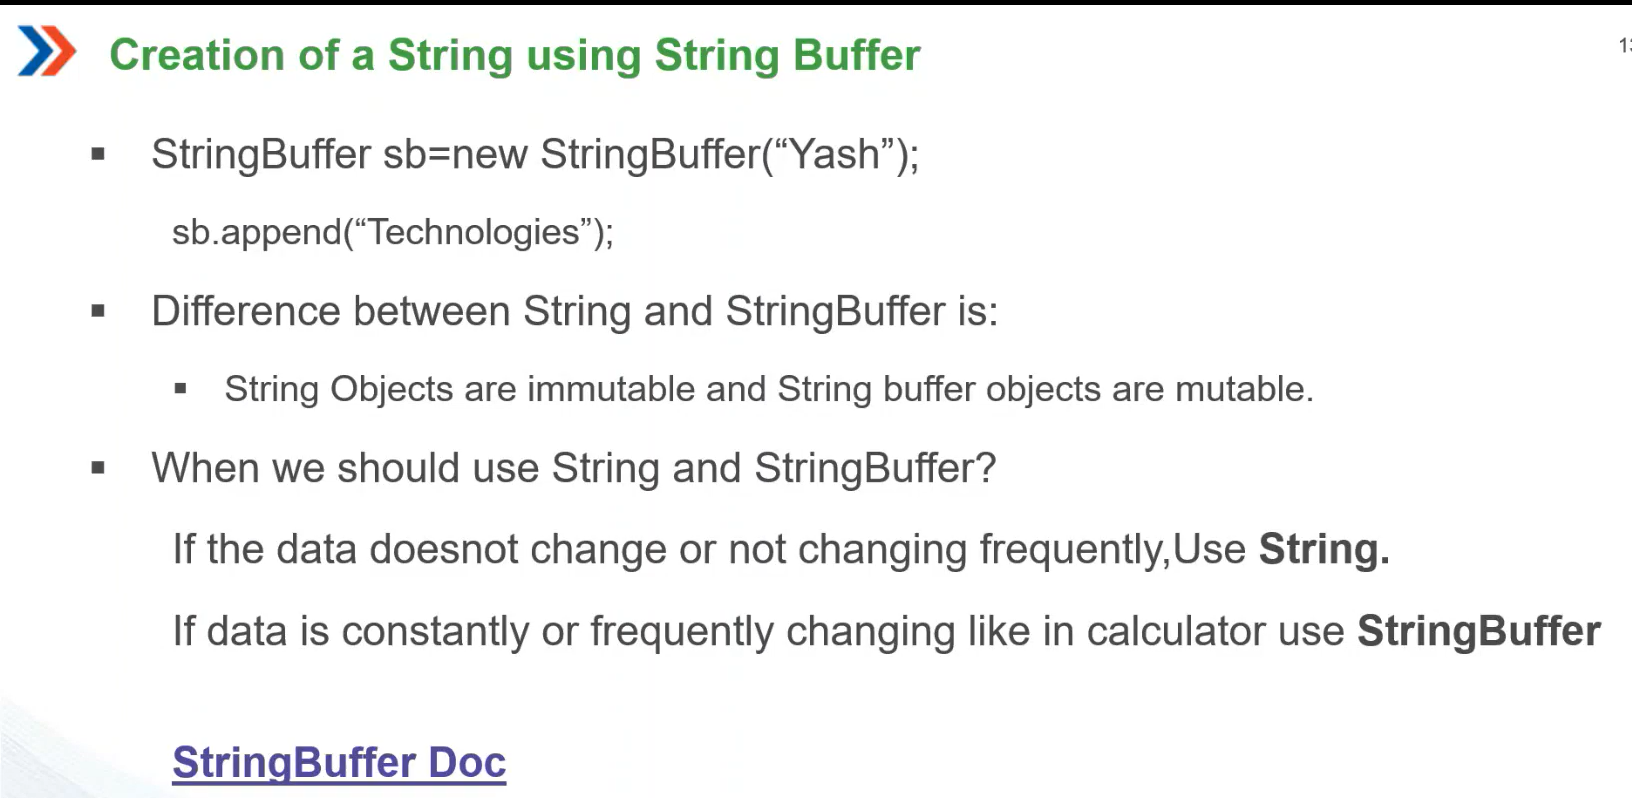 Creation of a String using String Buffer
▪ StringBuffer sb=new StringBuffer(“Yash”);
sb.append(“Technologies”);
▪ Difference between String and StringBuffer is:
▪ String Objects are immutable and String buffer objects are mutable.
▪ When we should use String and StringBuffer?
If the data doesnot change or not changing frequently,Use String.
If data is constantly or frequently changing like in calculator use StringBuffer
StringBuffer Doc